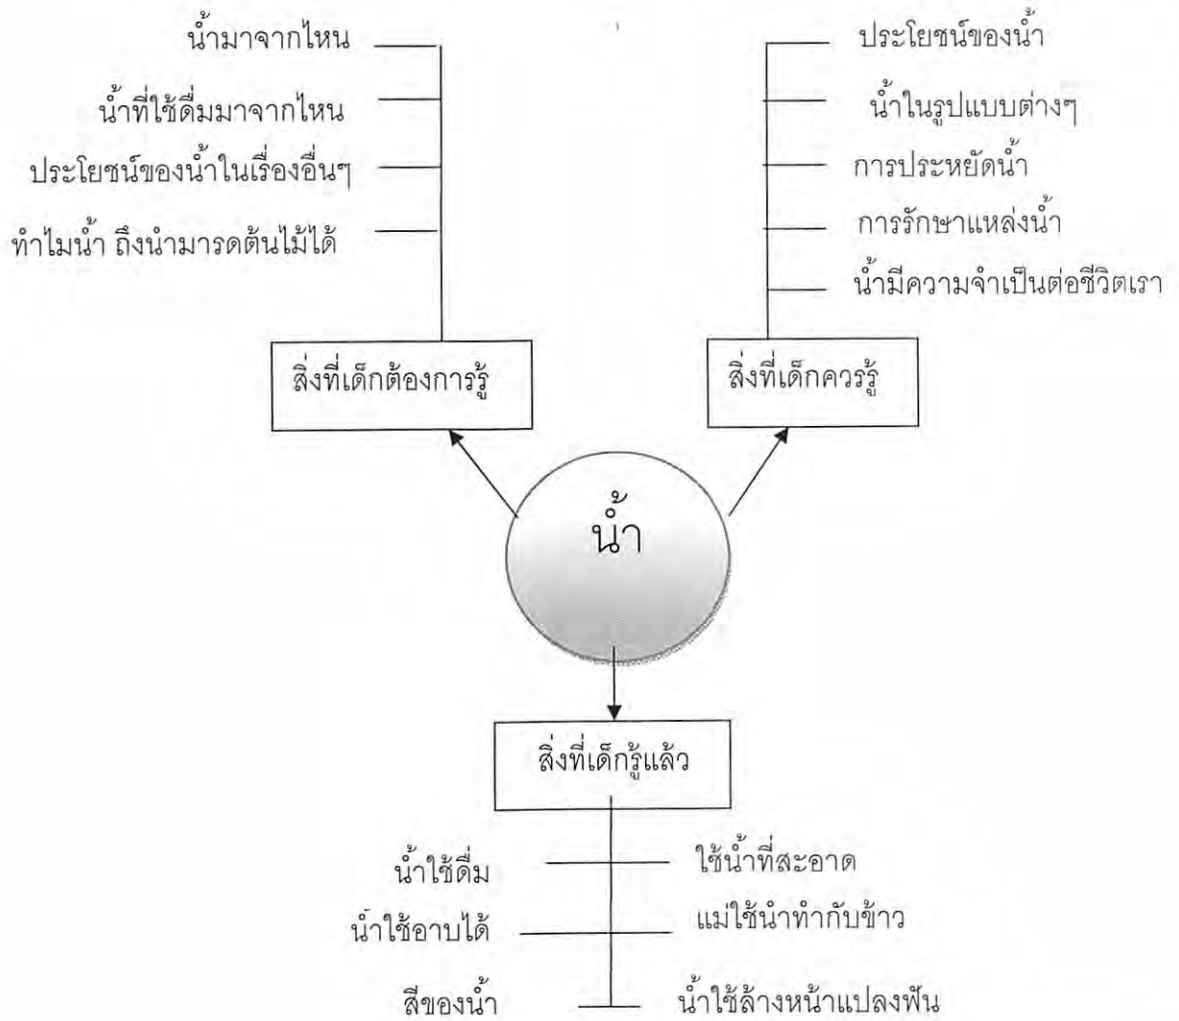 น้ำมาจากไหน
น้ำที่ใช้ดื่มมาจากไหน
ประโยชน์ของน้ำในเรื่องอื่นๆ
ทำไมน้ำ ถึงนำมารดต้นไม้ได้
สิ่งที่เด็กต้องการรู้
ประโยชน์ของน้ำ
น้ำในรูปแบบต่างๆ
การประหยัดน้ำ
การรักษาแหล่งน้ำ
น้ำมีความจำเป็นต่อชีวิตเรา
สิ่งที่เด็กควรรู้
น้ำ
สิ่งที่เด็กรู้แล้ว
น้ำใช้ดื่ม
ใช้น้ำที่สะอาด
น้ำใช้อาบได้
แม่ใช้นำทำกับข้าว
สีของน้ำ
น้ำใช้ล้างหน้าแปลงฟัน